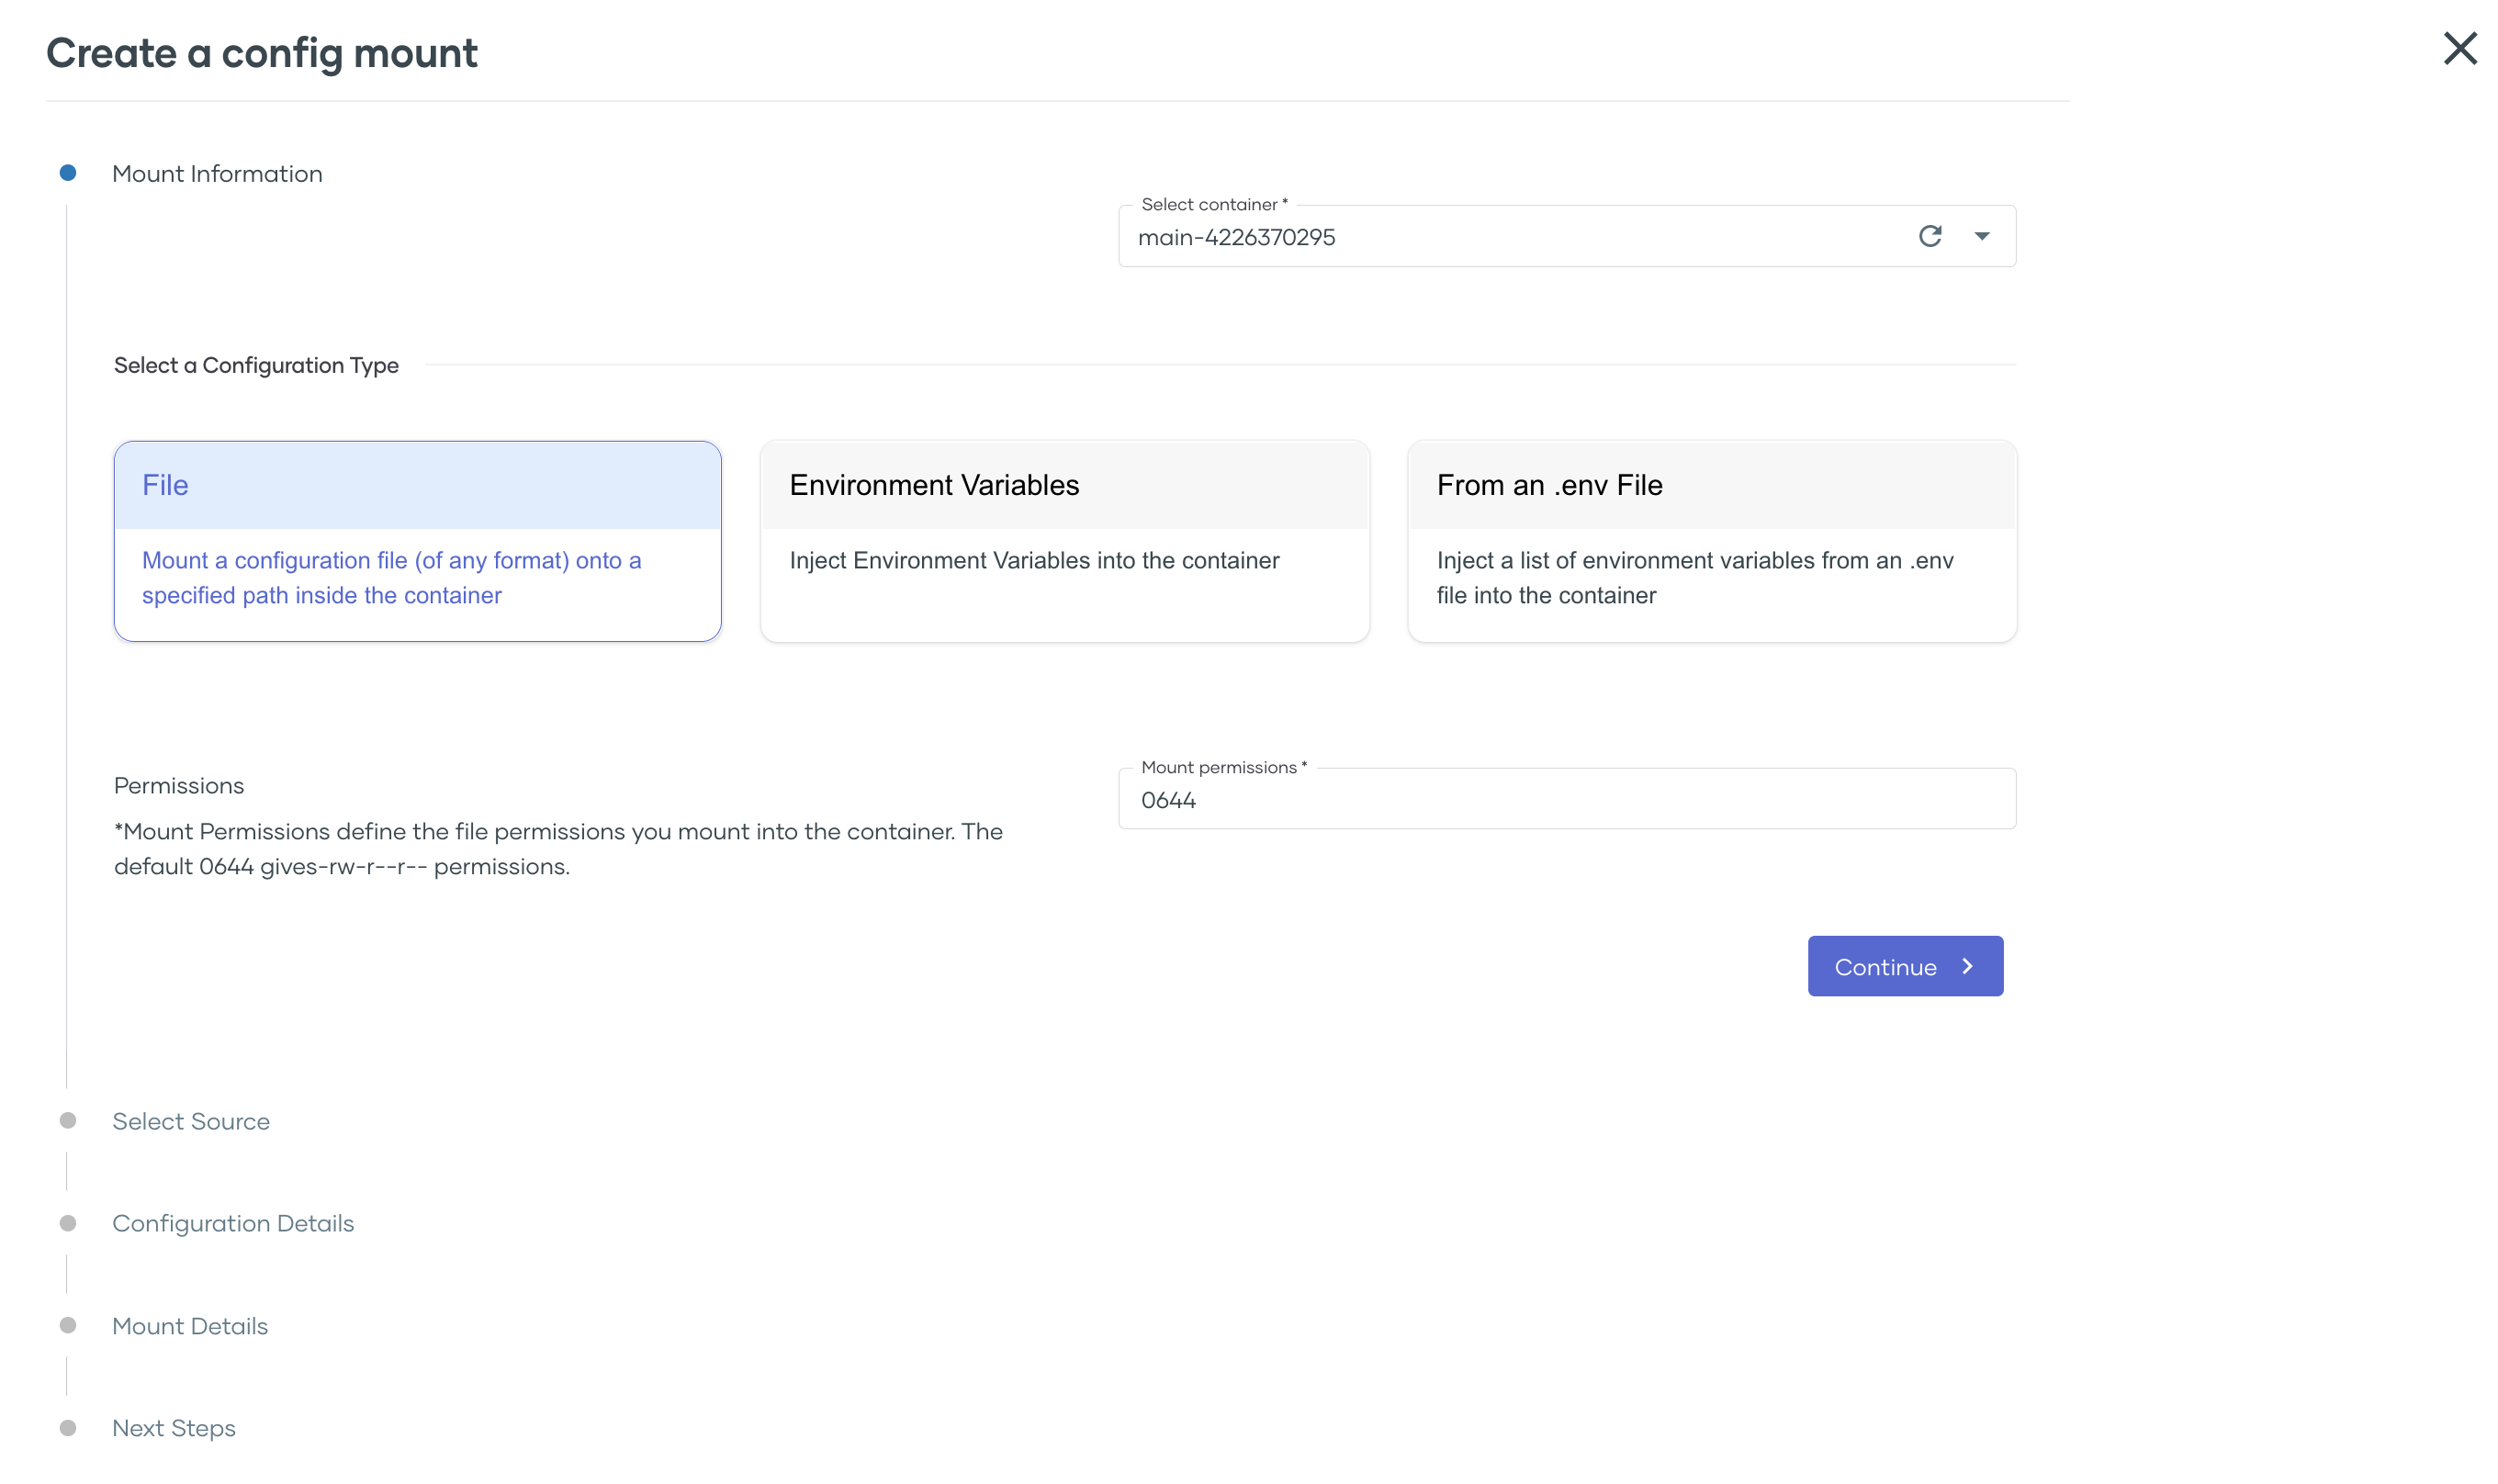 Create a config mount
Mount Information
Select container *
main-4226370295
Select a Configuration Type
File
Mount a configuration file (of any format) onto a
specified path inside the container
Environment Variables
Inject Environment Variables into the container
From an .env File
Inject a list of environment variables from an .env
file into the container
Permissions
*Mount Permissions define the file permissions you mount into the container. The
default 0644 gives-rw-r--r-- permissions.
Mount permissions *
0644
Continue
Select Source
Configuration Details
Mount Details
Next Steps